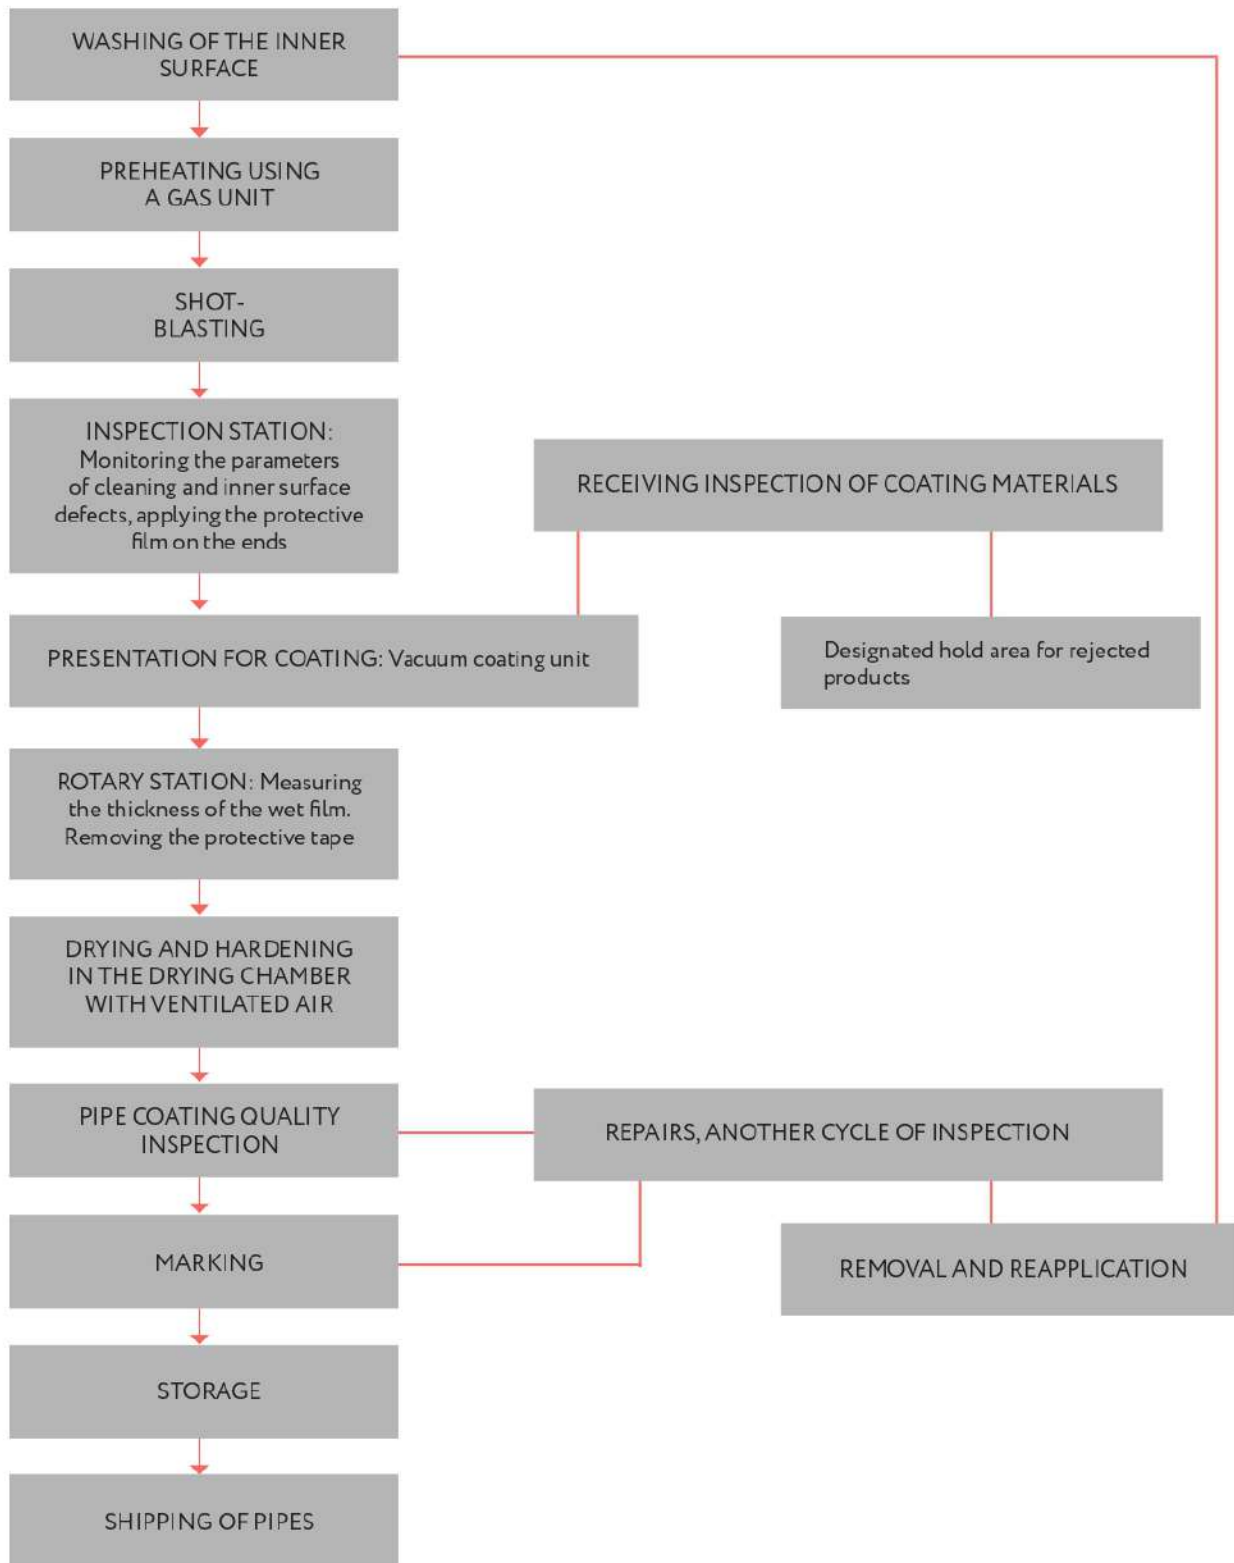 WASHING OF THE INNER
SURFACE
PREHEATING USING
A GAS UNIT
SHOT-
BLASTING
INSPECTION STATION:
Monitoring the parameters
of cleaning and inner surface
defects, applying the protective
film on the ends
RECEIVING INSPECTION OF COATING MATERIALS
PRESENTATION FOR COATING: Vacuum coating unit
Designated hold area for rejected
products
ROTARY STATION: Measuring
the thickness of the wet film.
Removing the protective tape
DRYING AND HARDENING
IN THE DRYING CHAMBER
WITH VENTILATED AIR
PIPE COATING QUALITY
INSPECTION
REPAIRS, ANOTHER CYCLE OF INSPECTION
MARKING
REMOVAL AND REAPPLICATION
STORAGE
SHIPPING OF PIPES